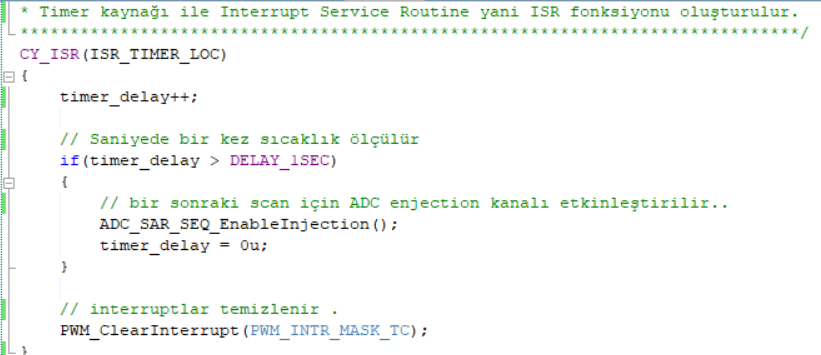 * Timer kaynağı ile Interrupt Service Routine yani ISR fonksiyonu oluşturulur.
*******************************************************************************/
CY_ISR(ISR_TIMER_LOC)
{
    timer_delay++;

    // Saniyede bir kez sıcaklık ölçülür
    if(timer_delay > DELAY_1SEC)
    {
        // bir sonraki scan için ADC enjection kanalı etkinleştirilir..
        ADC_SAR_SEQ_EnableInjection();
        timer_delay = 0u;
    }

    // interruptlar temizlenir .
    PWM_ClearInterrupt(PWM_INTR_MASK_TC);
}